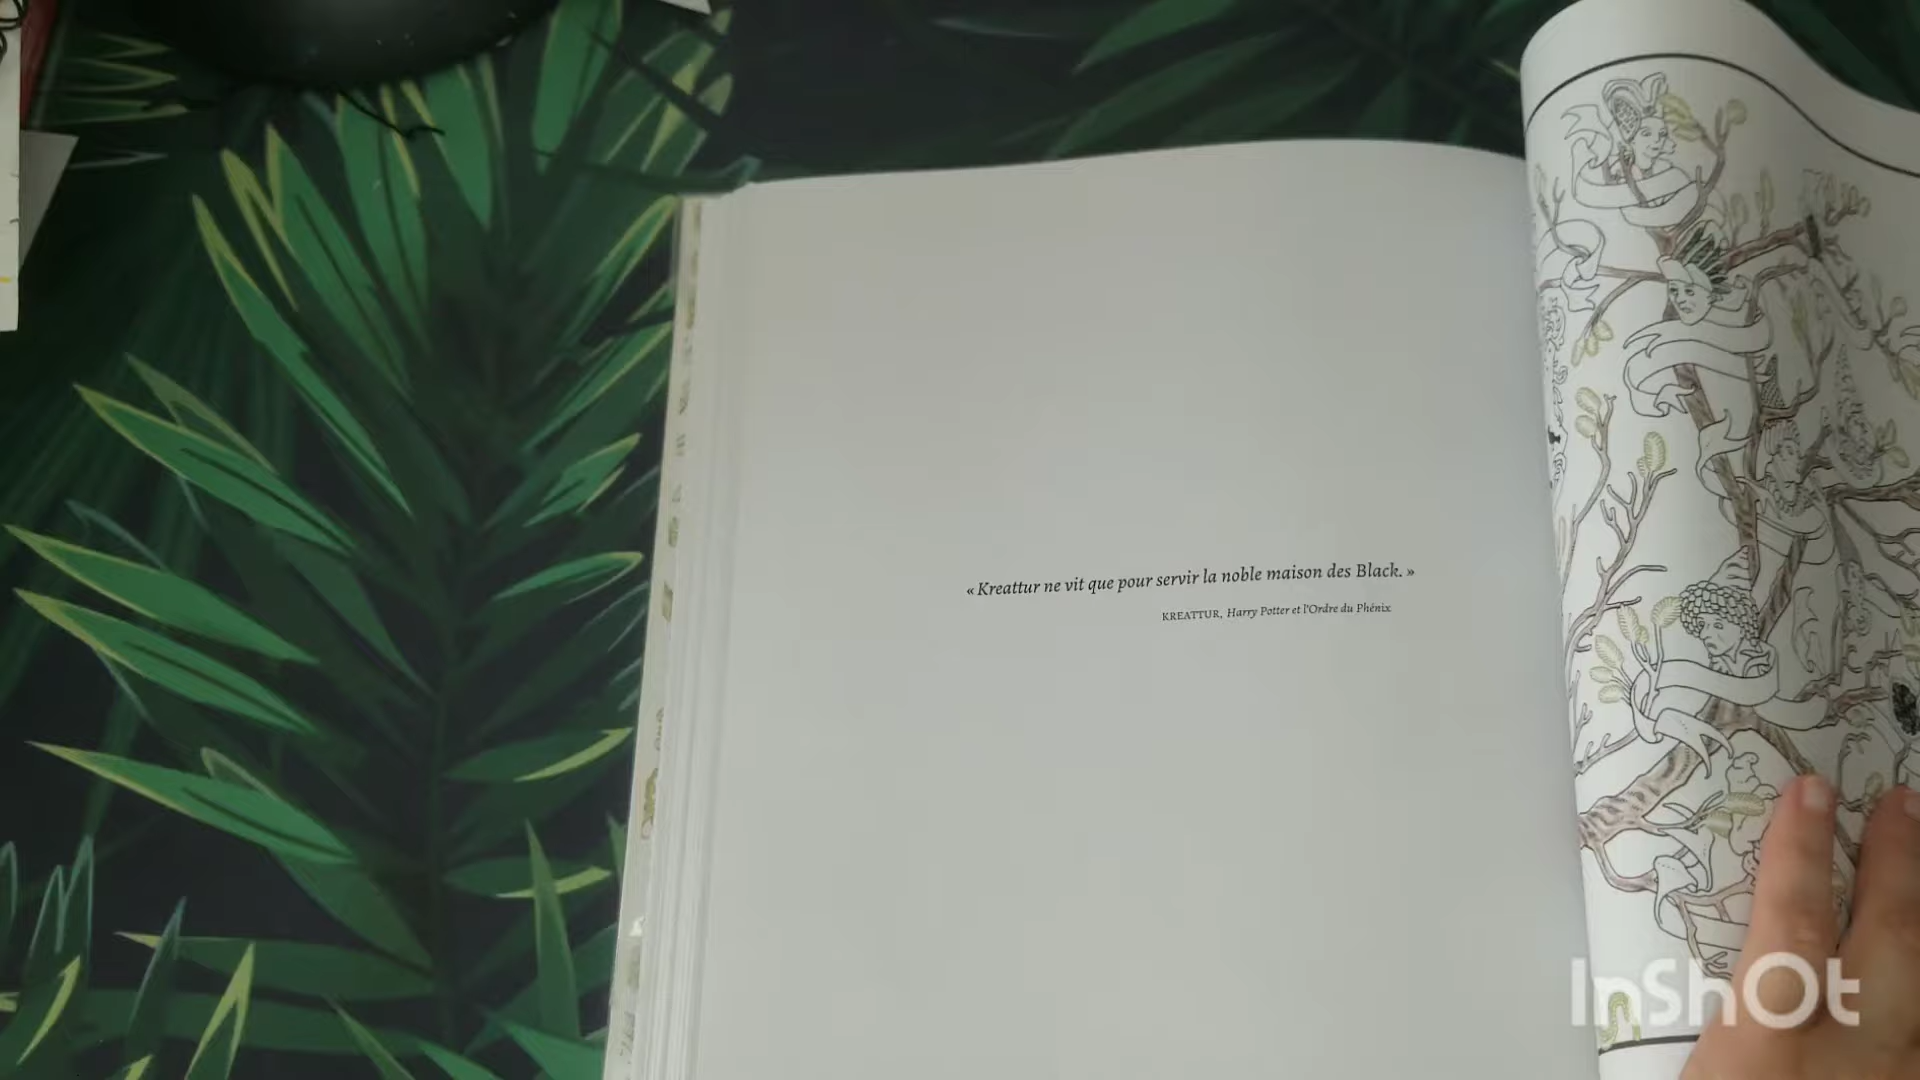 « Kreattur ne vit que pour servir la noble maison des Black. »
KREATTUR, Harry Potter et l'Ordre du Phénix
InShOt